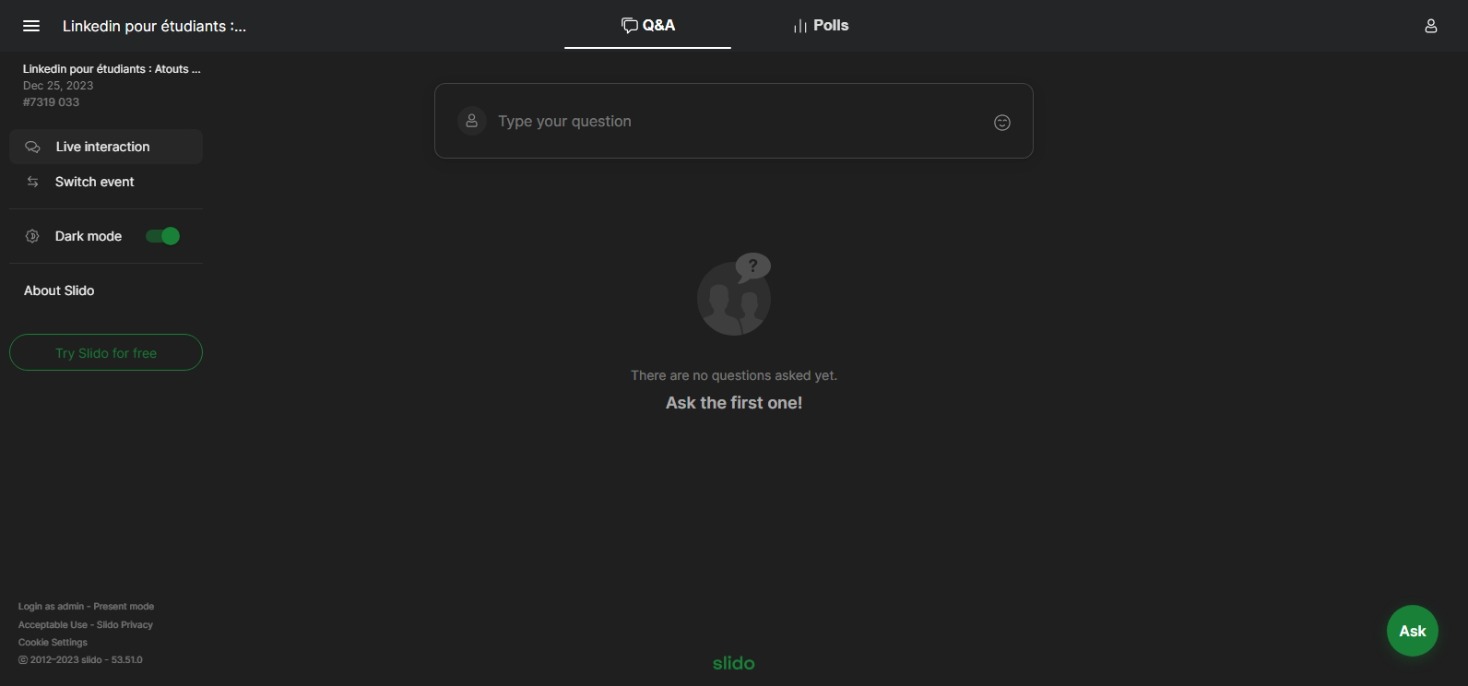 Linkedin pour étudiants :...
Q&A
Polls
Linkedin pour étudiants : Atouts ...
Dec 25, 2023
#7319 033
Live interaction
Switch event
Dark mode
About Slido
Try Slido for free
Type your question
?
There are no questions asked yet.
Ask the first one!
Login as admin - Present mode
Acceptable Use - Slido Privacy
Cookie Settings
© 2012–2023 slido - 53.51.0
slido
Ask